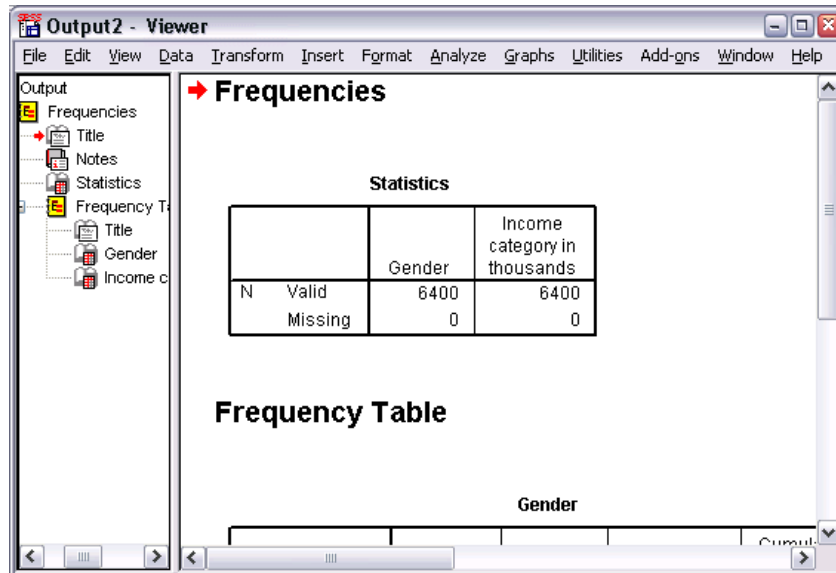 SPSS
Output2 - Viewer
File Edit View Data Transform Insert Format Analyze Graphs Utilities Add-ons Window Help
Output
Frequencies
Title
Notes
Statistics
Frequency Ta
Title
Gender
Income c
Frequencies
Statistics
Gender Income category in thousands
N Valid 6400 6400
Missing 0 0
Frequency Table
Gender